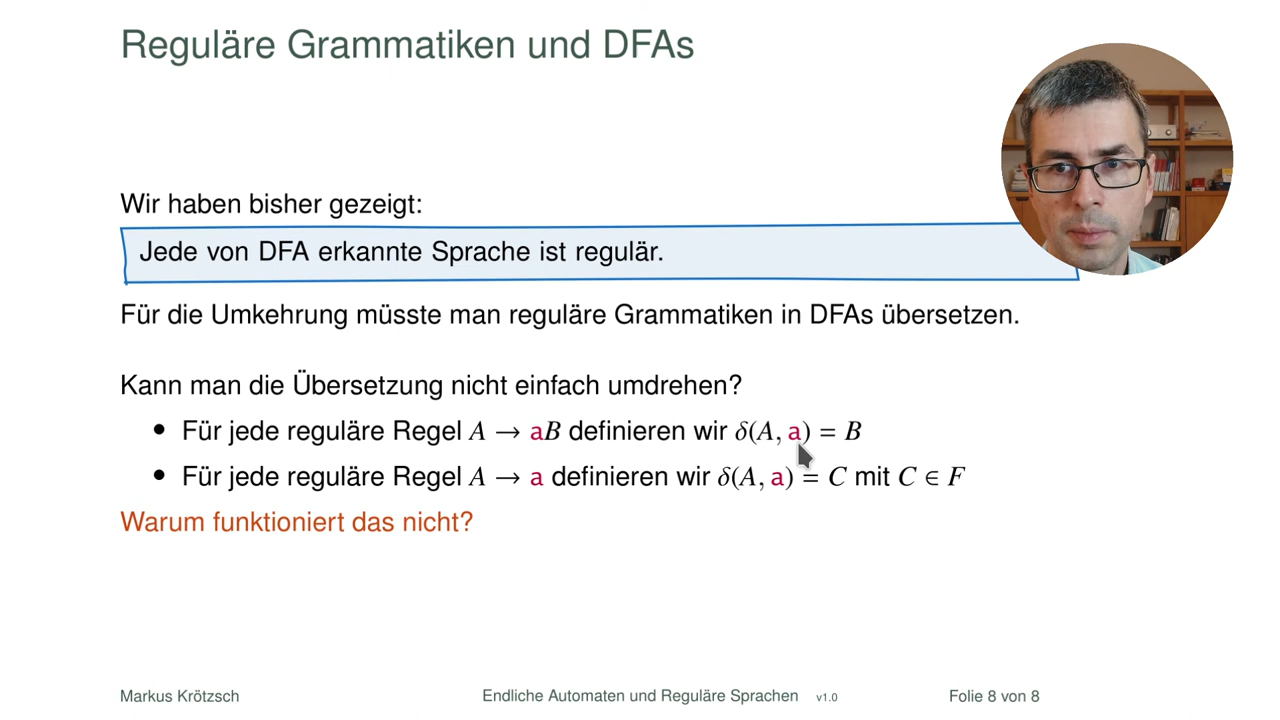 Reguläre Grammatiken und DFAs
Wir haben bisher gezeigt:
Jede von DFA erkannte Sprache ist regulär.
Für die Umkehrung müsste man reguläre Grammatiken in DFAs übersetzen.
Kann man die Übersetzung nicht einfach umdrehen?
• Für jede reguläre Regel A → aB definieren wir δ(A, a) = B
• Für jede reguläre Regel A → a definieren wir δ(A, a) = C mit C ∈ F
Warum funktioniert das nicht?
Markus Krötzsch Endliche Automaten und Reguläre Sprachen v1.0 Folie 8 von 8